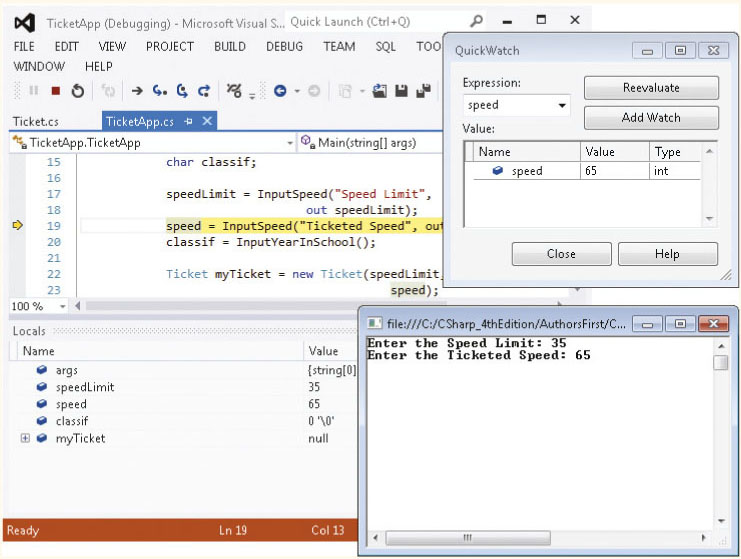 TicketApp (Debugging) - Microsoft Visual S...
Quick Launch (Ctrl+Q)
FILE EDIT VIEW PROJECT BUILD DEBUG TEAM SQL TOO
WINDOW HELP
Ticket.cs TicketApp.cs
TicketApp.TicketApp Main(string[] args)
15 char classif;
16
17 speedLimit = InputSpeed("Speed Limit",
18 out speedLimit);
19 speed = InputSpeed("Ticketed Speed", out
20 classif = InputYearInSchool();
21
22 Ticket myTicket = new Ticket(speedLimit,
23 speed);
100 %
Locals
Name Value
args {string[0]
speedLimit 35
speed 65
classif 0 '\0'
myTicket null
Ready Ln 19 Col 13
QuickWatch
Expression:
speed
Reevaluate
Add Watch
Value:
Name Value Type
speed 65 int
Close Help
file:///C:/CSharp_4thEdition/AuthorsFirst/C...
Enter the Speed Limit: 35
Enter the Ticketed Speed: 65